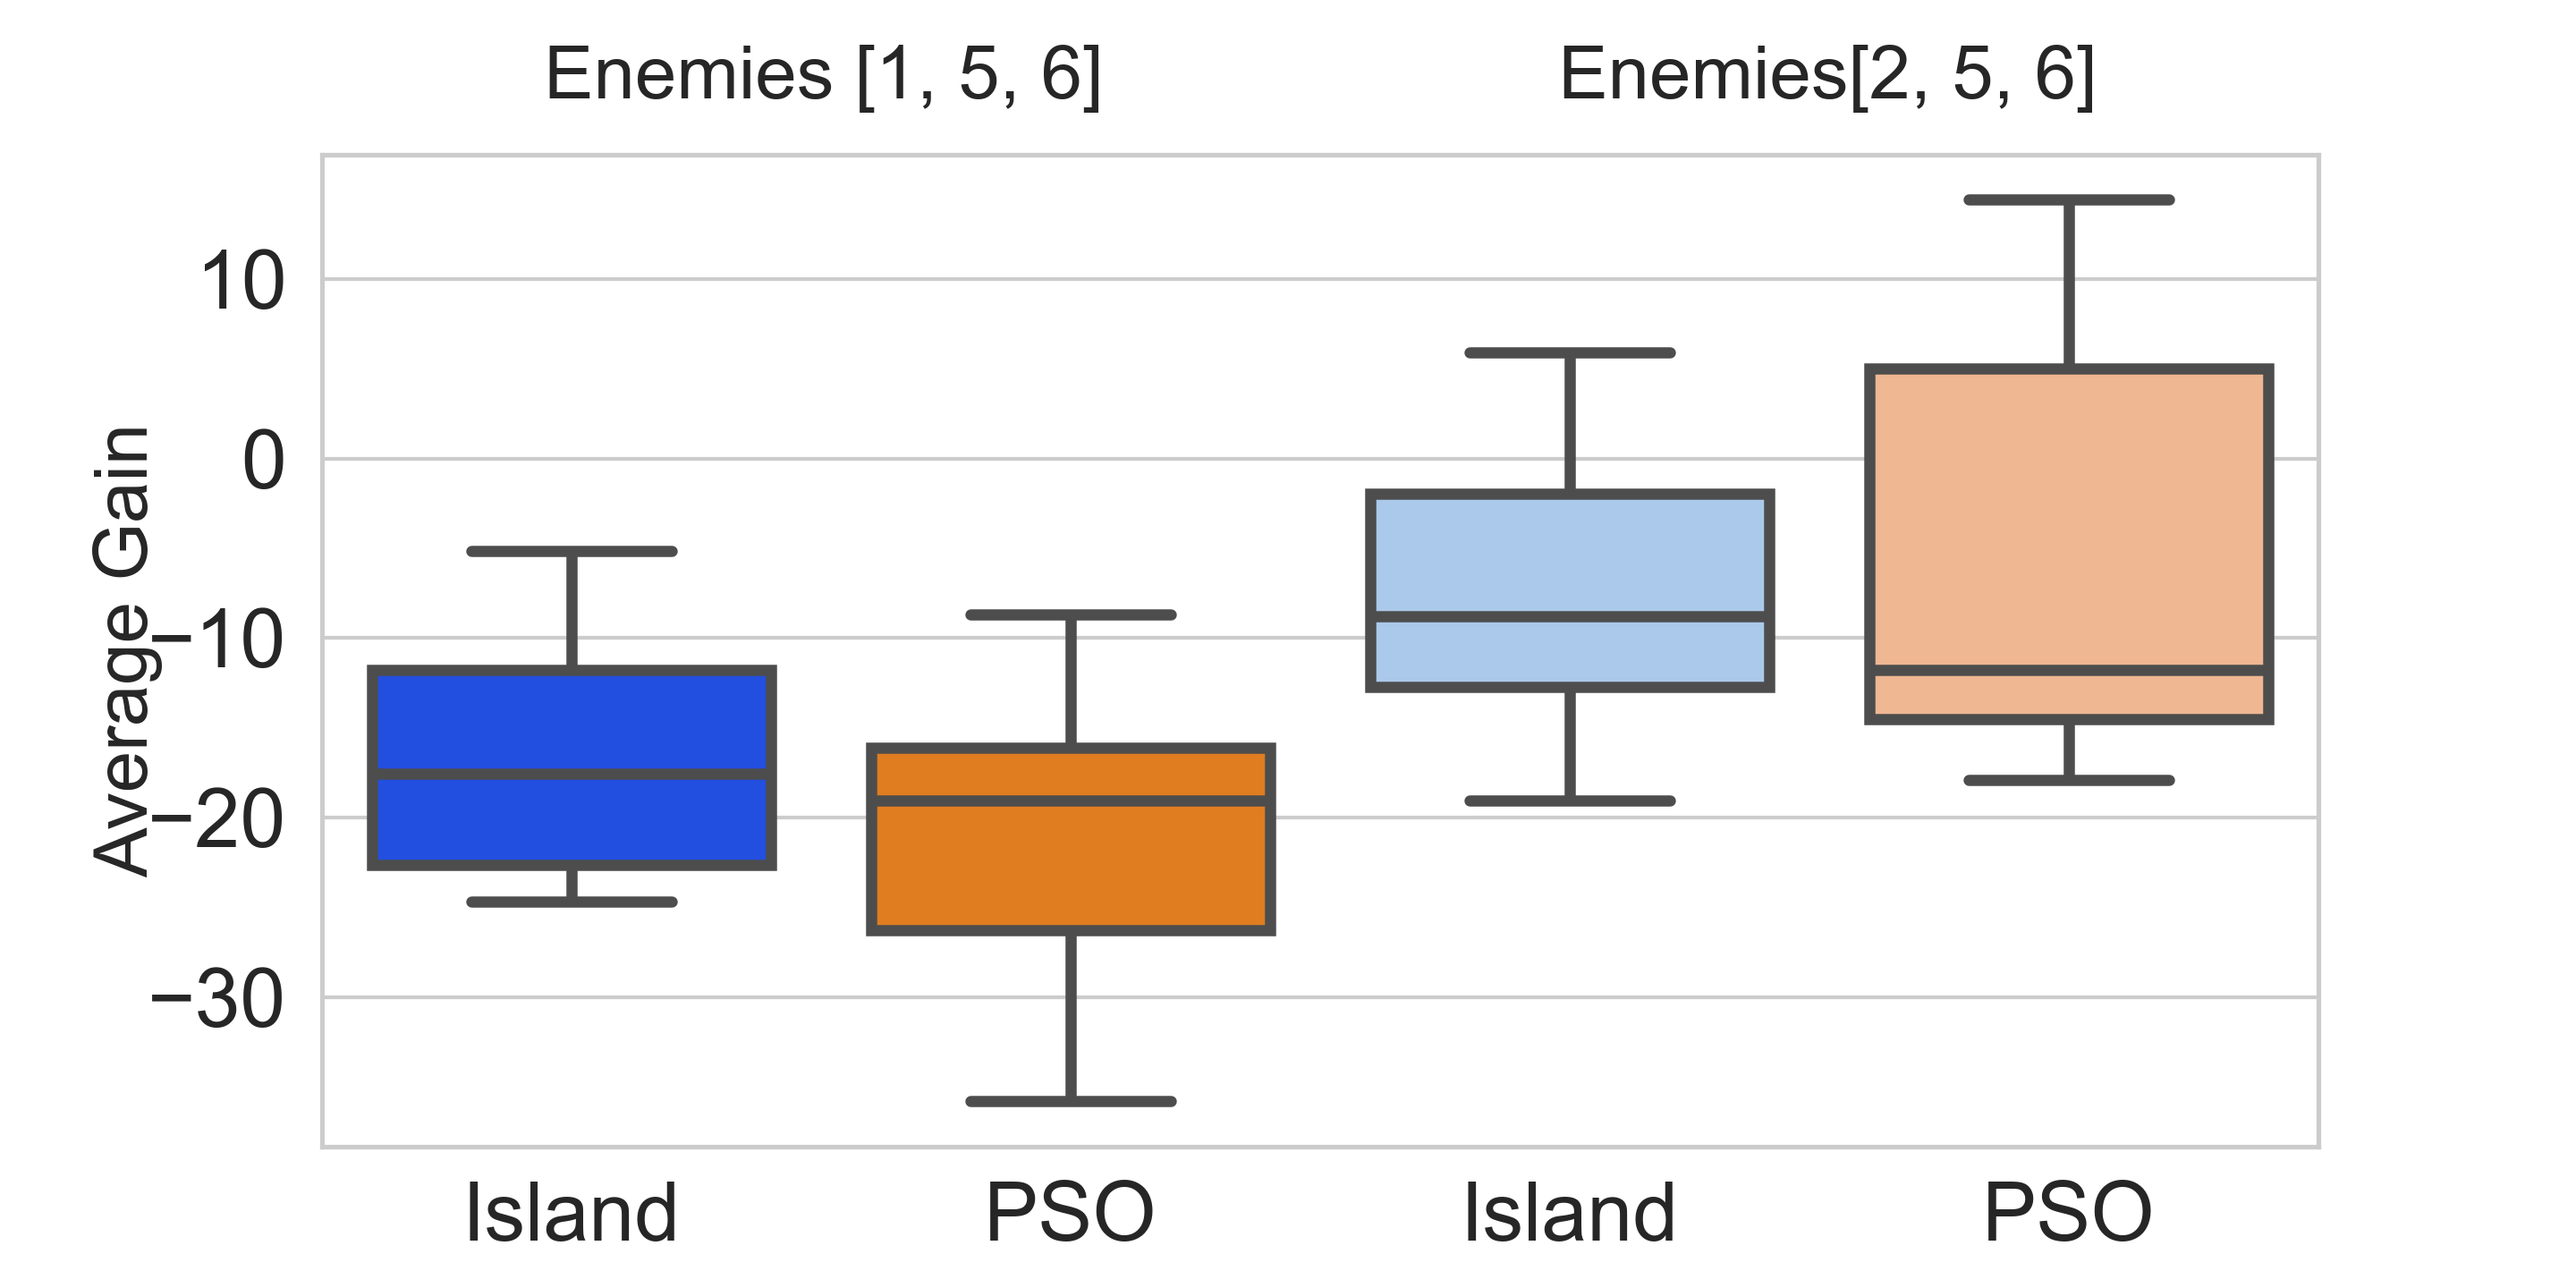 Enemies [1, 5, 6]
Enemies[2, 5, 6]
Average Gain
10
0
−10
−20
−30
Island
PSO
Island
PSO